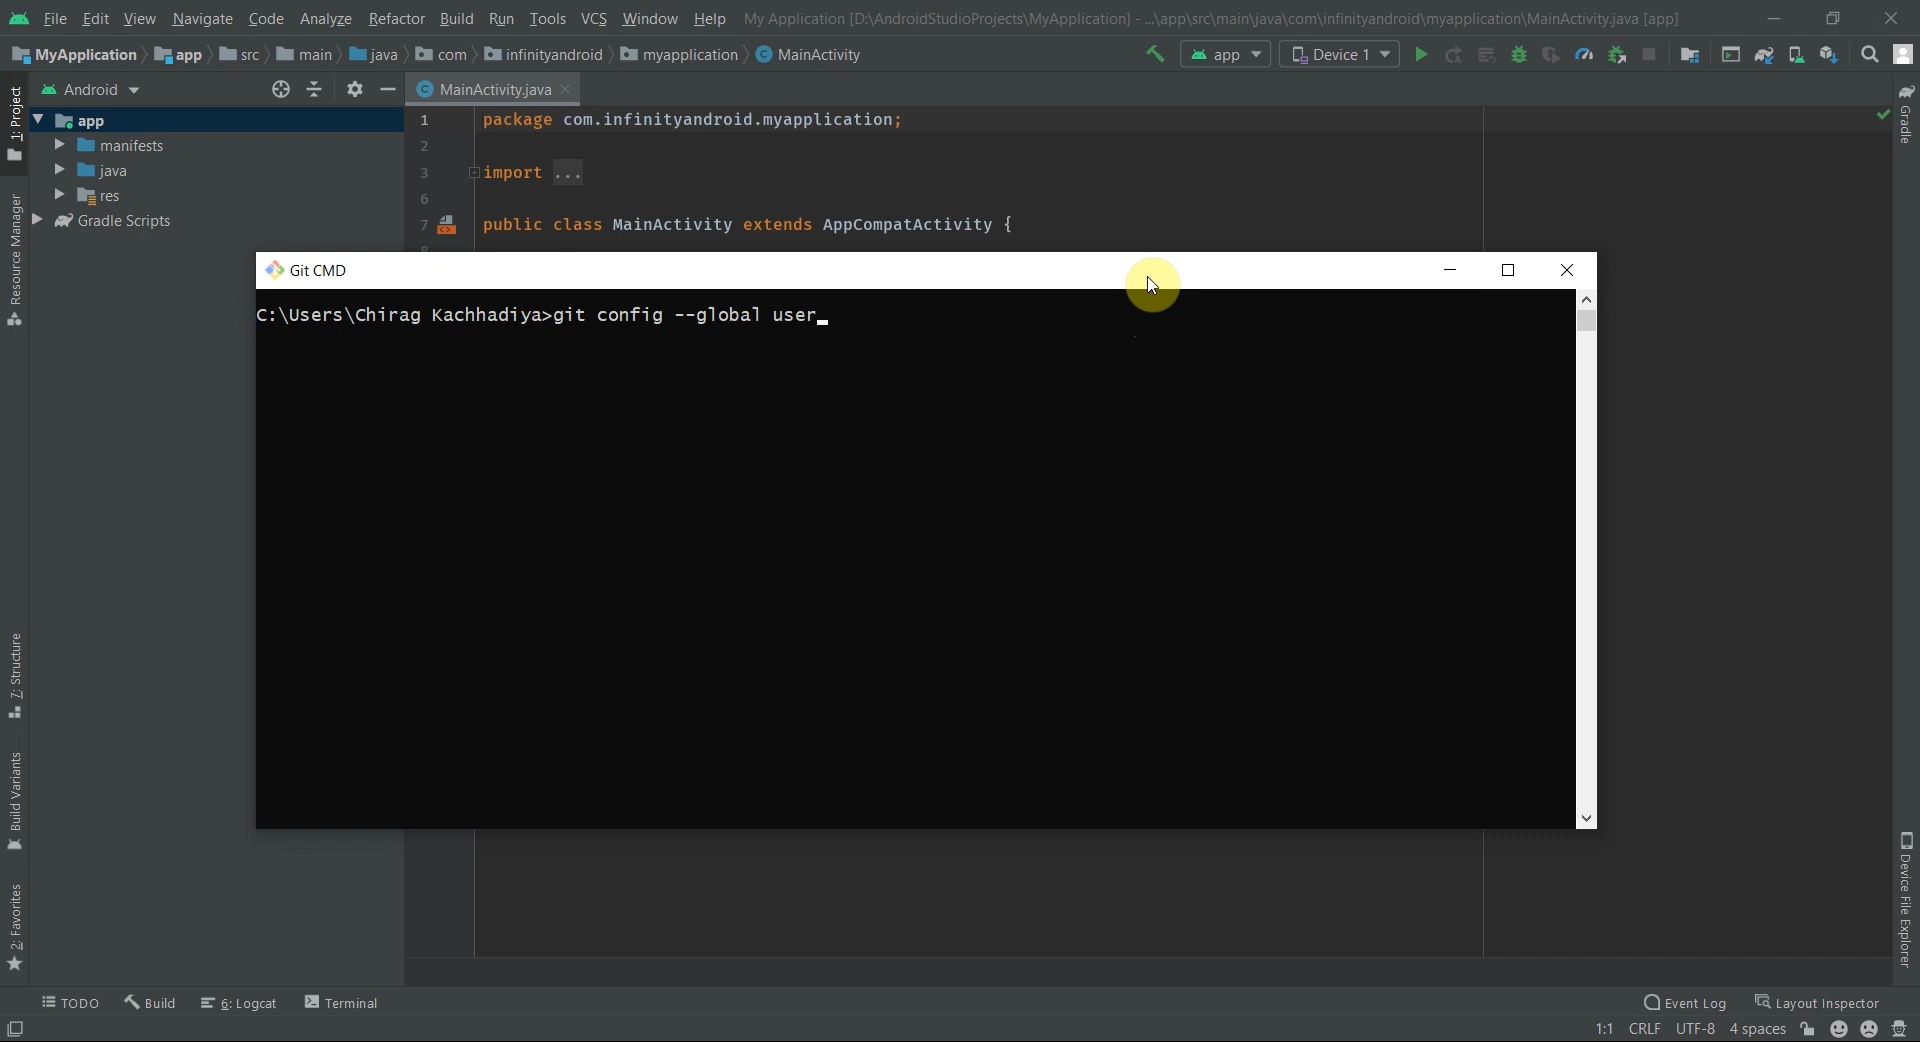 File Edit View Navigate Code Analyze Refactor Build Run Tools VCS Window Help My Application [D:\AndroidStudioProjects\MyApplication] - ...\app\src\main\java\com\infinityandroid\myapplication\MainActivity.java [app]
MyApplication app src main java com infinityandroid myapplication MainActivity app Device 1
Android
MainActivity.java
1: Project
Resource Manager
7: Structure
Build Variants
2: Favorites
app
manifests
java
res
Gradle Scripts
1 package com.infinityandroid.myapplication;
2
3 import ...
6
7 public class MainActivity extends AppCompatActivity {
8
Git CMD
C:\Users\Chirag Kachhadiya>git config --global user_
Gradle
Device File Explorer
TODO Build 6: Logcat Terminal Event Log Layout Inspector
1:1 CRLF UTF-8 4 spaces